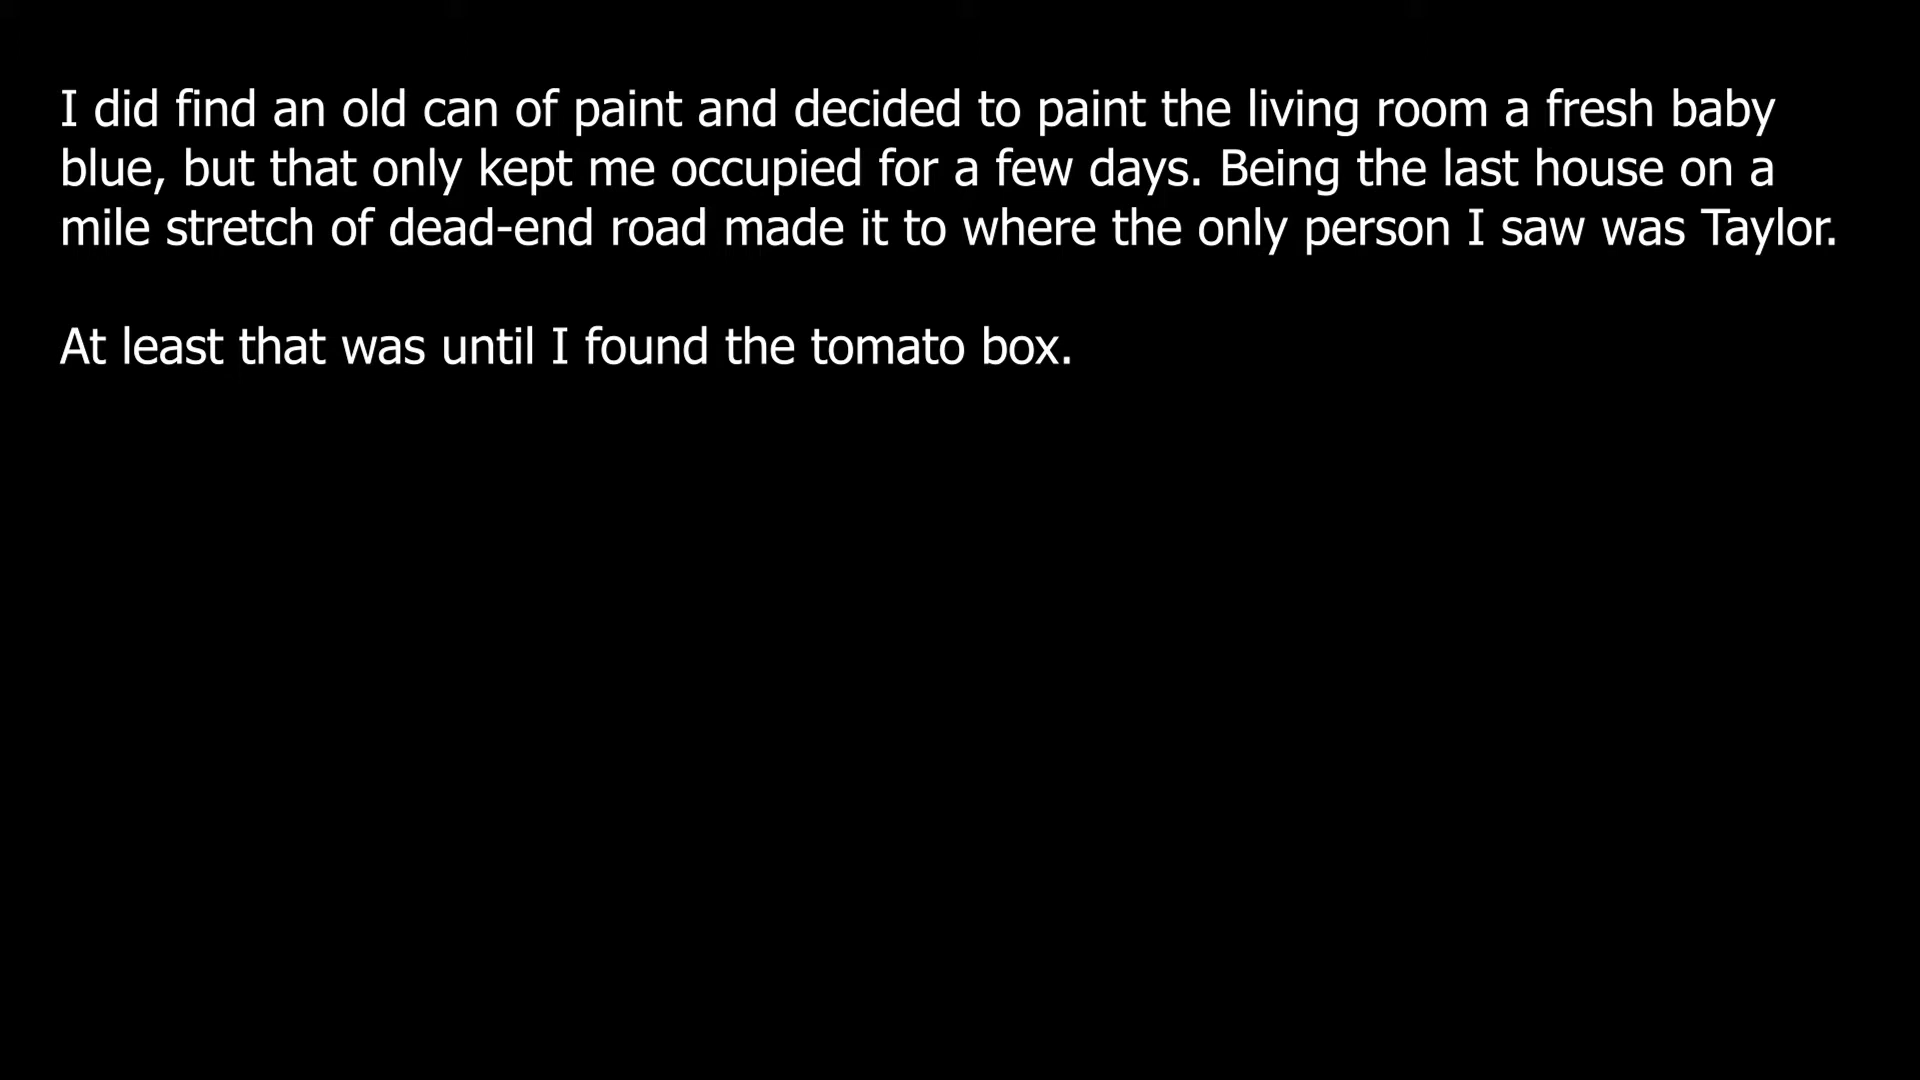 I did find an old can of paint and decided to paint the living room a fresh baby
blue, but that only kept me occupied for a few days. Being the last house on a
mile stretch of dead-end road made it to where the only person I saw was Taylor.
At least that was until I found the tomato box.